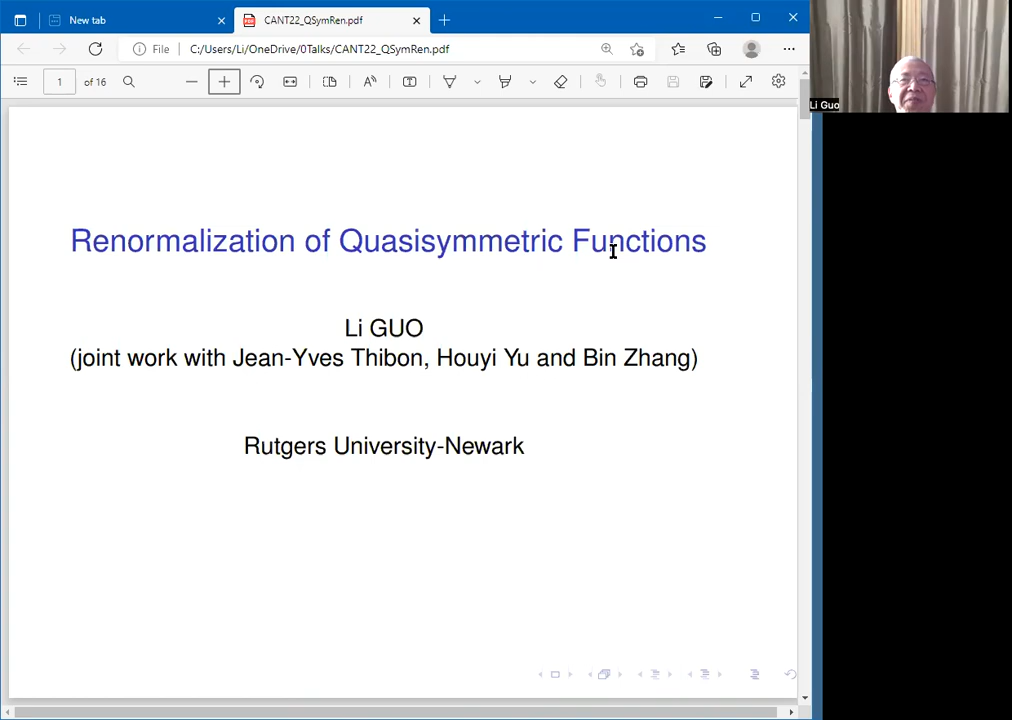 New tab
CANT22_QSymRen.pdf
File
C:/Users/Li/OneDrive/0Talks/CANT22_QSymRen.pdf
1 of 16
Renormalization of Quasisymmetric Functions
Li GUO
(joint work with Jean-Yves Thibon, Houyi Yu and Bin Zhang)
Rutgers University-Newark
Li Guo